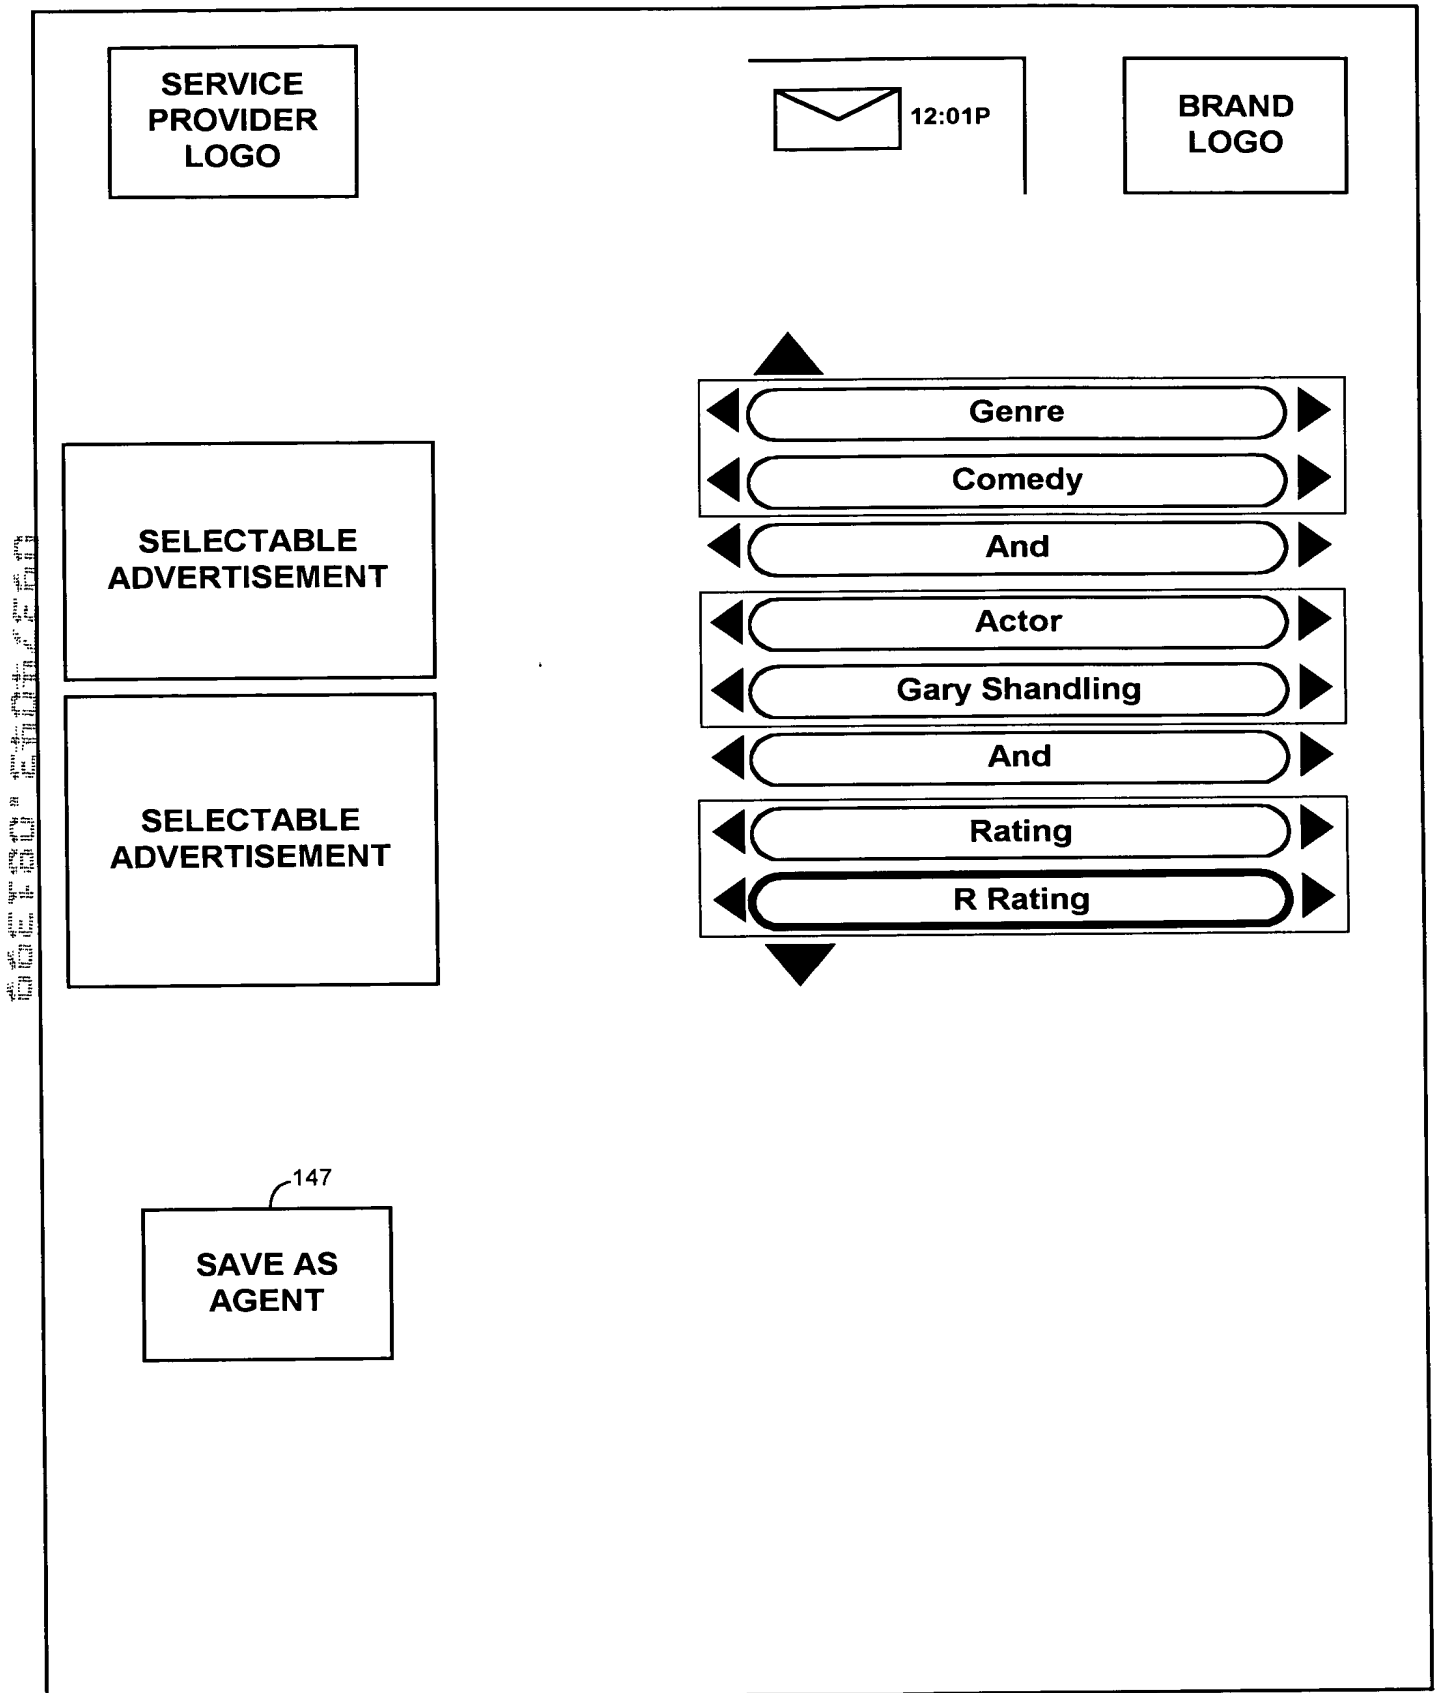 SERVICE
PROVIDER
LOGO
12:01P
BRAND
LOGO
Genre
Comedy
And
Actor
Gary Shandling
And
Rating
R Rating
SELECTABLE
ADVERTISEMENT
SELECTABLE
ADVERTISEMENT
147
SAVE AS
AGENT